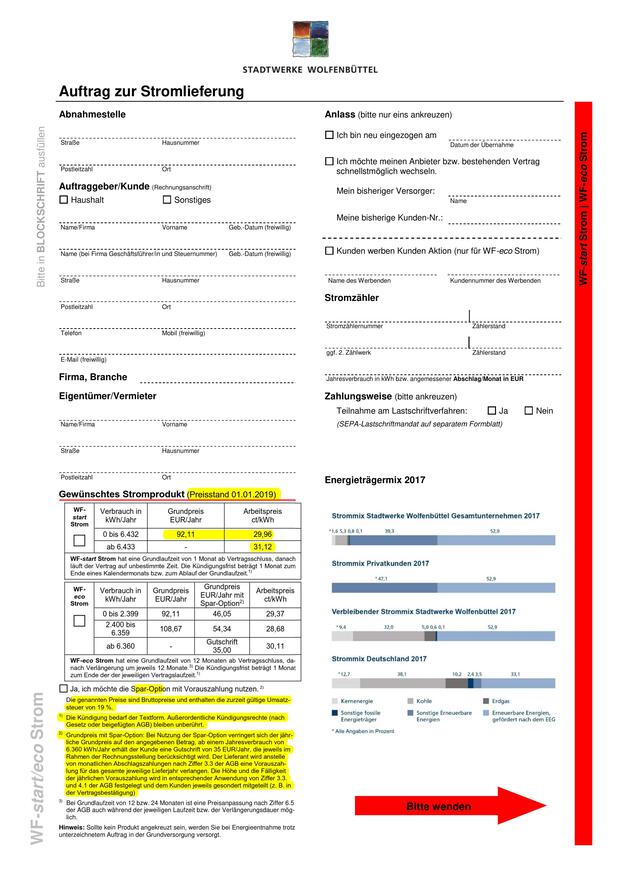 STADTWERKE WOLFENBÜTTEL
Auftrag zur Stromlieferung
Bitte in BLOCKSCHRIFT ausfüllen
Abnahmestelle
Straße Hausnummer
Postleitzahl Ort
Auftraggeber/Kunde (Rechnungsanschrift)
Haushalt Sonstiges
Name/Firma Vorname Geb.-Datum (freiwillig)
Name (bei Firma Geschäftsführer/in und Steuernummer) Geb.-Datum (freiwillig)
Straße Hausnummer
Postleitzahl Ort
Telefon Mobil (freiwillig)
E-Mail (freiwillig)
Firma, Branche
Eigentümer/Vermieter
Name/Firma Vorname
Straße Hausnummer
Postleitzahl Ort
Gewünschtes Stromprodukt (Preisstand 01.01.2019)
WF-start Strom
Verbrauch in kWh/Jahr Grundpreis EUR/Jahr Arbeitspreis ct/kWh
0 bis 6.432 92,11 29,96
ab 6.433 - 31,12
WF-start Strom hat eine Grundlaufzeit von 1 Monat ab Vertragsschluss, danach
läuft der Vertrag auf unbestimmte Zeit. Die Kündigungsfrist beträgt 1 Monat zum
Ende eines Kalendermonats bzw. zum Ablauf der Grundlaufzeit.1)
WF-eco Strom
Verbrauch in kWh/Jahr Grundpreis EUR/Jahr Grundpreis EUR/Jahr mit Spar-Option2) Arbeitspreis ct/kWh
0 bis 2.399 92,11 46,05 29,37
2.400 bis 6.359 108,67 54,34 28,68
ab 6.360 - Gutschrift 35,00 30,11
WF-eco Strom hat eine Grundlaufzeit von 12 Monaten ab Vertragsschluss, da-
nach Verlängerung um jeweils 12 Monate.3) Die Kündigungsfrist beträgt 1 Monat
zum Ende der der jeweiligen Vertragslaufzeit.1)
Ja, ich möchte die Spar-Option mit Vorauszahlung nutzen. 2)
Die genannten Preise sind Bruttopreise und enthalten die zurzeit gültige Umsatz-
steuer von 19 %.
1) Die Kündigung bedarf der Textform. Außerordentliche Kündigungsrechte (nach
Gesetz oder beigefügten AGB) bleiben unberührt.
2) Grundpreis mit Spar-Option: Bei Nutzung der Spar-Option verringert sich der jähr-
liche Grundpreis auf den angegebenen Betrag, ab einem Jahresverbrauch von
6.360 kWh/Jahr erhält der Kunde eine Gutschrift von 35 EUR/Jahr, die jeweils im
Rahmen der Rechnungsstellung berücksichtigt wird. Der Lieferant wird anstelle
von monatlichen Abschlagszahlungen nach Ziffer 3.3 der AGB eine Vorauszah-
lung für das gesamte jeweilige Lieferjahr verlangen. Die Höhe und die Fälligkeit
der jährlichen Vorauszahlung wird in entsprechender Anwendung von Ziffer 3.3.
und 4.1 der AGB festgelegt und dem Kunden jeweils gesondert mitgeteilt (z. B. in
der Vertragsbestätigung)
3) Bei Grundlaufzeit von 12 bzw. 24 Monaten ist eine Preisanpassung nach Ziffer 6.5
der AGB auch während der jeweiligen Laufzeit bzw. der Verlängerungsdauer mög-
lich.
Hinweis: Sollte kein Produkt angekreuzt sein, werden Sie bei Energieentnahme trotz
unterzeichnetem Auftrag in der Grundversorgung versorgt.
WF-start/eco Strom
Anlass (bitte nur eins ankreuzen)
Ich bin neu eingezogen am
Datum der Übernahme
Ich möchte meinen Anbieter bzw. bestehenden Vertrag
schnellstmöglich wechseln.
Mein bisheriger Versorger:
Name
Meine bisherige Kunden-Nr.:
Kunden werben Kunden Aktion (nur für WF-eco Strom)
Name des Werbenden Kundennummer des Werbenden
Stromzähler
Stromzählernummer Zählerstand
ggf. 2. Zählwerk Zählerstand
Jahresverbrauch in kWh bzw. angemessener Abschlag/Monat in EUR
Zahlungsweise (bitte ankreuzen)
Teilnahme am Lastschriftverfahren: Ja Nein
(SEPA-Lastschriftmandat auf separatem Formblatt)
Energieträgermix 2017
Strommix Stadtwerke Wolfenbüttel Gesamtunternehmen 2017
*1,6 5,3 0,8 0,1 39,3 52,9
Strommix Privatkunden 2017
*47,1 52,9
Verbleibender Strommix Stadtwerke Wolfenbüttel 2017
*9,4 32,0 5,0 0,6 0,1 52,9
Strommix Deutschland 2017
*12,7 38,1 10,2 2,4 3,5 33,1
Kernenergie Kohle Erdgas
Sonstige fossile Energieträger Sonstige Erneuerbare Energien Erneuerbare Energien, gefördert nach dem EEG
* Alle Angaben in Prozent
Bitte wenden
WF-start Strom | WF-eco Strom